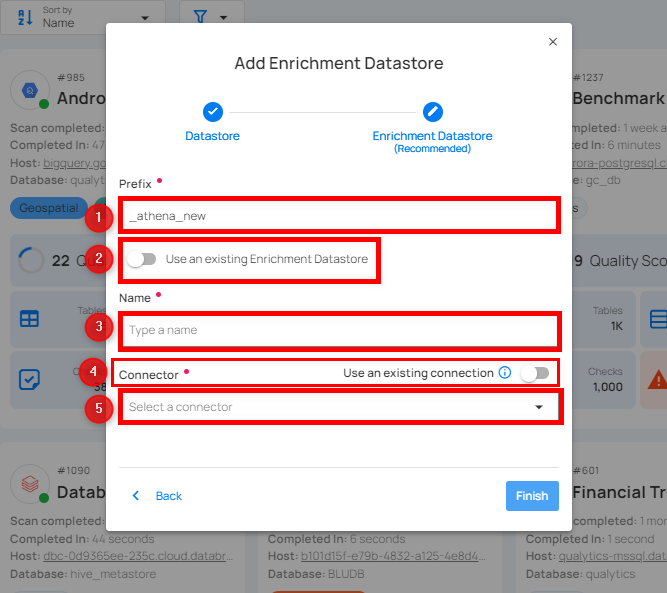 Sort by
Name
#985
Andro
Scan completed:
Completed In: 47
Host: bigquery.go
Database: qualyt
Geospatial
22
Tables
38
#1237
Benchmark
mpleted: 1 week a
In: 6 minutes
rora-postgresql.c
e: gc_db
9 Quality Sco
Tables
1K
Checks
1,000
Add Enrichment Datastore
Datastore
Enrichment Datastore
(Recommended)
Prefix
1
_athena_new
2
Use an existing Enrichment Datastore
Name
3
Type a name
4
Connector
Use an existing connection
5
Select a connector
Back
Finish
#1090
Datab
Scan completed:
Completed In: 44 seconds
Host: dbc-0d9365ee-235c.cloud.databr...
Database: hive_metastore
Completed In: 6 seconds
Host: b101d15f-e79b-4832-a125-4e8d4...
Database: BLUDB
#601
Financial Tr
completed: 1 mon
Completed In: 1 second
Host: qualytics-mssql.dat
Database: qualytics